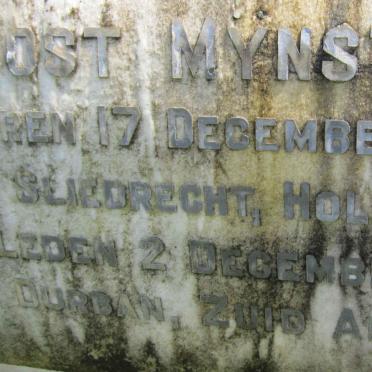 OST MYNS
REN 17 DECEMBE
SLIEDRECHT, HOL
LEDEN 2 DECEMB
DURBAN, ZUID A